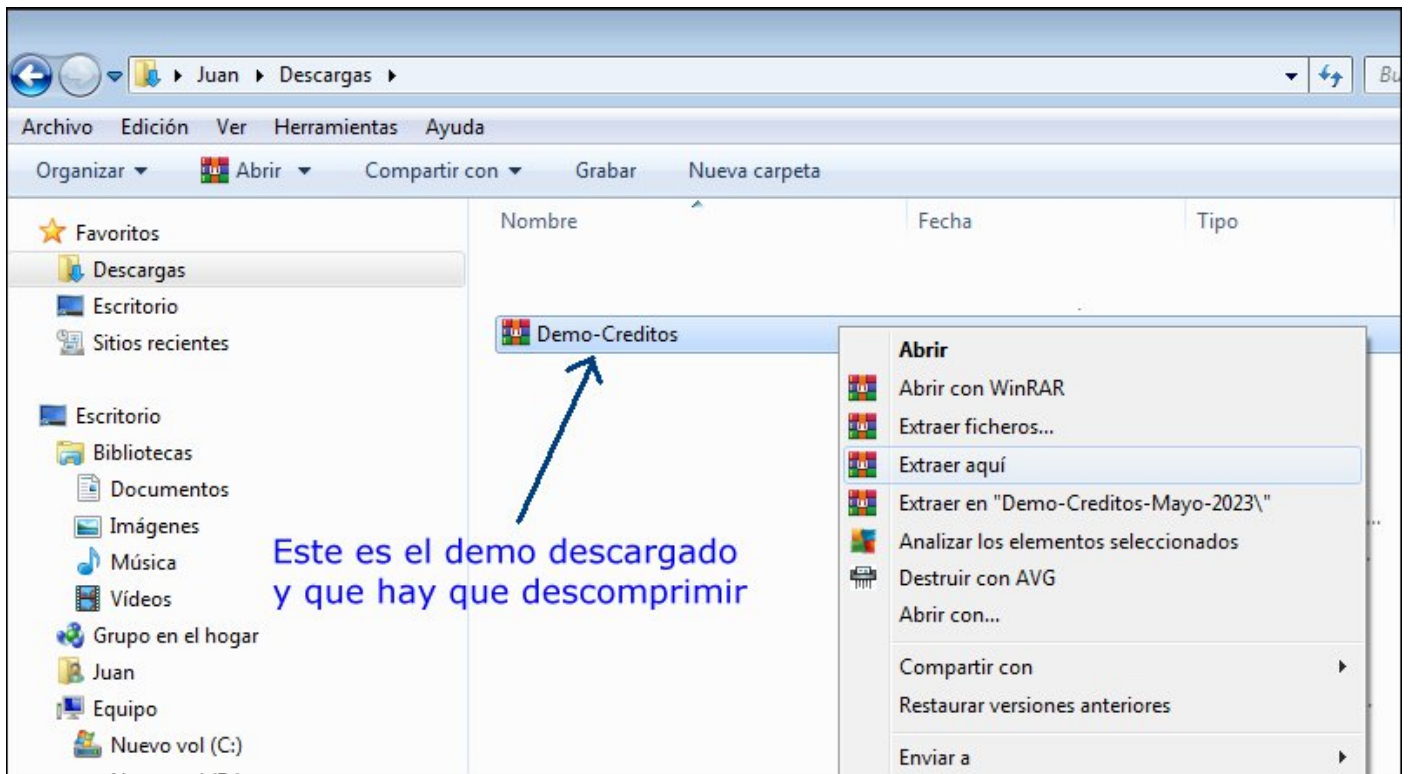 Juan ▸ Descargas ▸
Bu
Archivo Edición Ver Herramientas Ayuda
Organizar Abrir Compartir con Grabar Nueva carpeta
Nombre Fecha Tipo
Favoritos
Descargas
Escritorio
Sitios recientes
Escritorio
Bibliotecas
Documentos
Imágenes
Música
Vídeos
Grupo en el hogar
Juan
Equipo
Nuevo vol (C:)
Demo-Creditos
Este es el demo descargado
y que hay que descomprimir
Abrir
Abrir con WinRAR
Extraer ficheros...
Extraer aquí
Extraer en "Demo-Creditos-Mayo-2023\"
Analizar los elementos seleccionados
Destruir con AVG
Abrir con...
Compartir con
Restaurar versiones anteriores
Enviar a